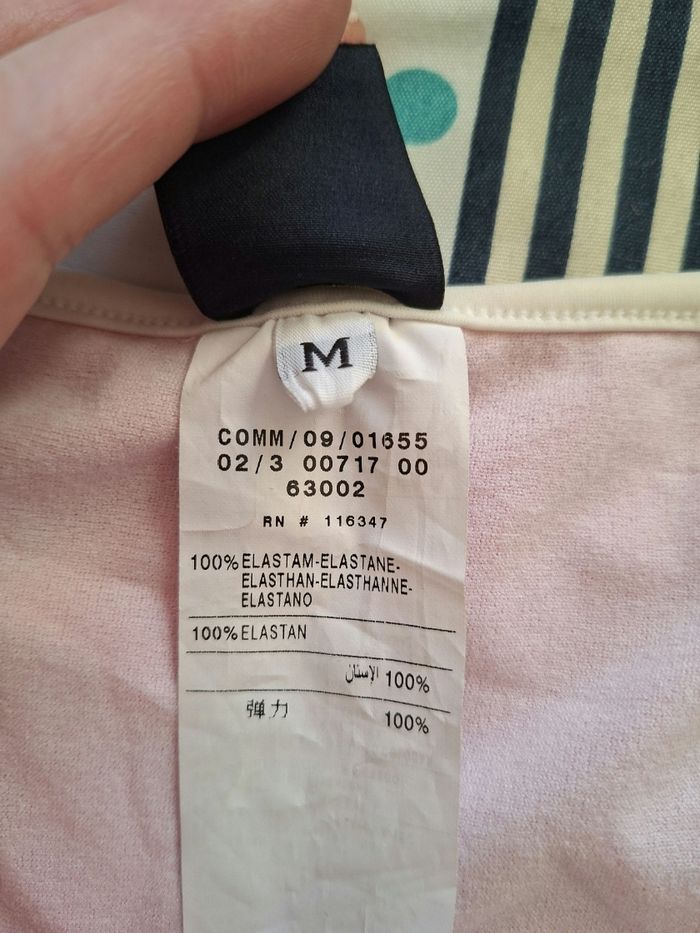 M
COMM/09/01655
02/3 00717 00
63002
RN # 116347
100% ELASTAM-ELASTANE-
ELASTHAN-ELASTHANNE-
ELASTANO
100% ELASTAN
100% الإستان
弹力 100%